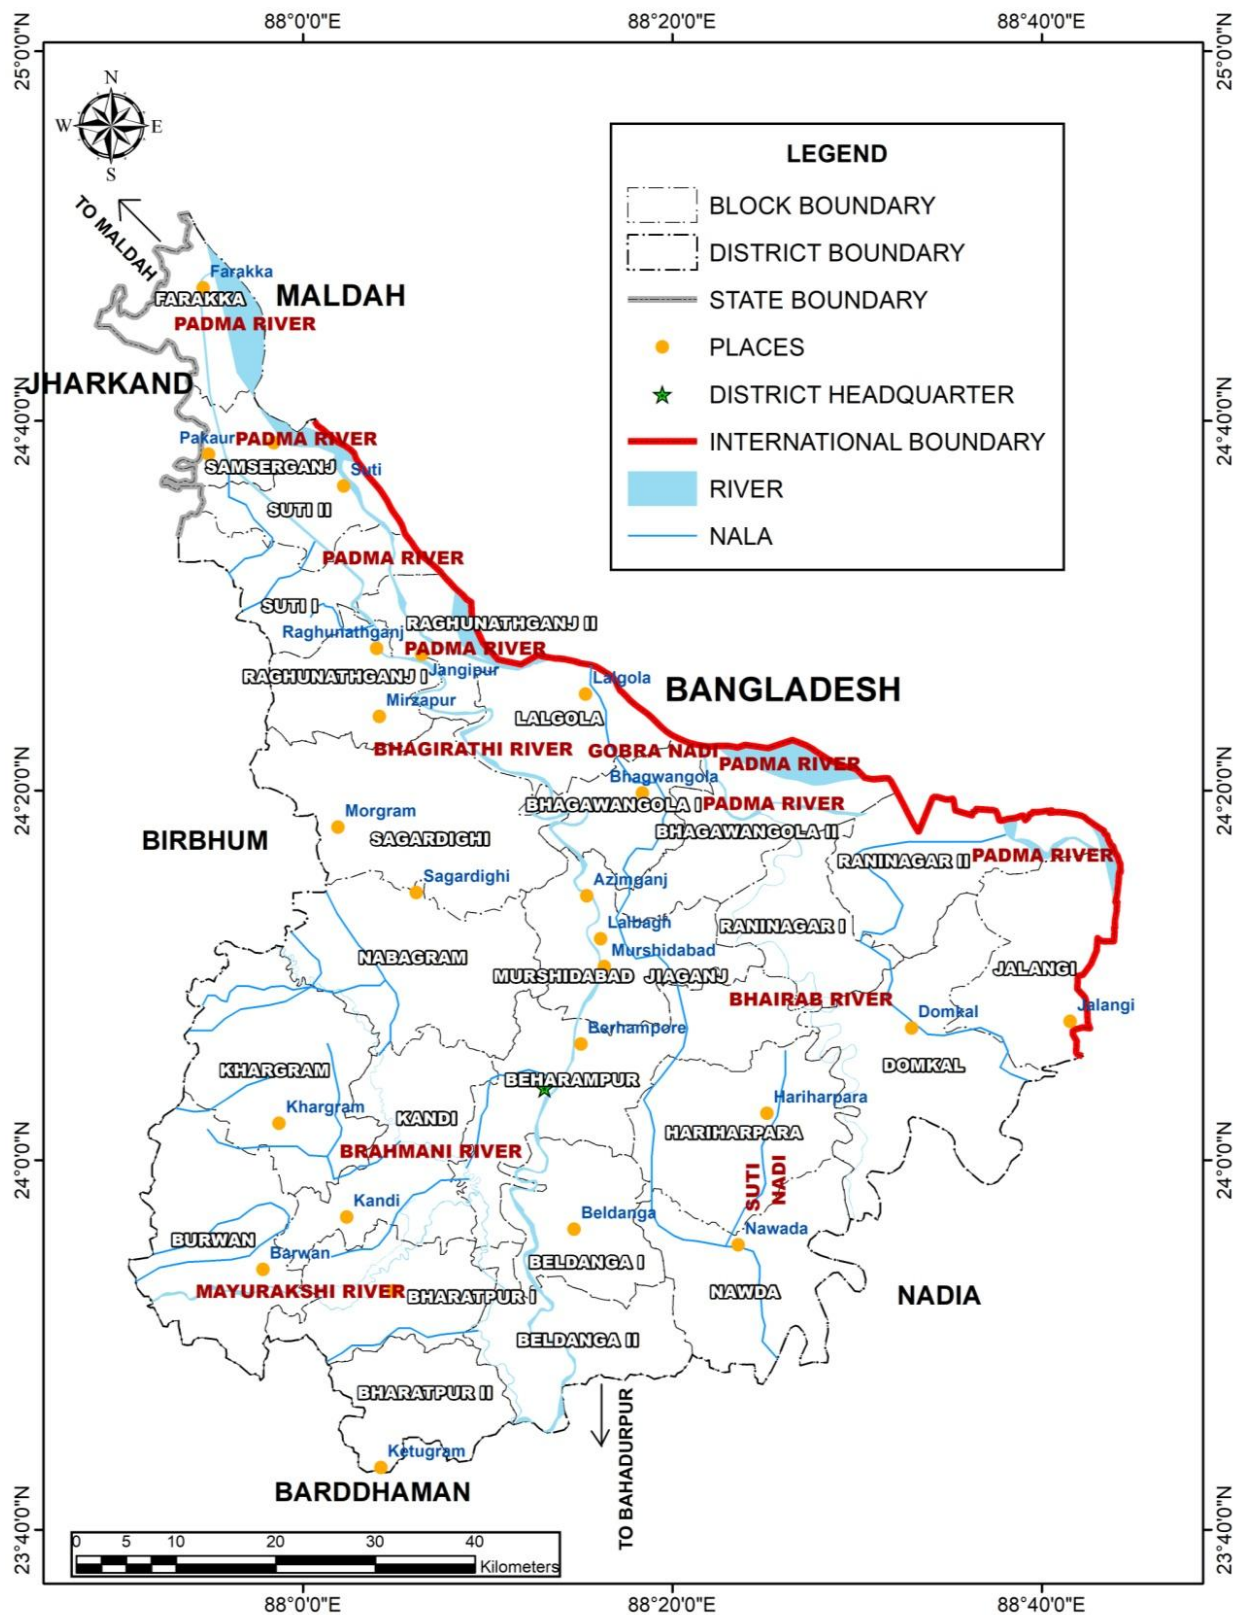 88°0'0"E
88°20'0"E
88°40'0"E
25°0'0"N
25°0'0"N
N
W
E
S
LEGEND
BLOCK BOUNDARY
DISTRICT BOUNDARY
STATE BOUNDARY
PLACES
DISTRICT HEADQUARTER
INTERNATIONAL BOUNDARY
RIVER
NALA
TO MALDAH
Farakka
FARAKKA
MALDAH
PADMA RIVER
JHARKAND
24°40'0"N
24°40'0"N
Pakaur
PADMA RIVER
SAMSERGANJ
Suti
SUTI II
PADMA RIVER
SUTI I
RAGHUNATHGANJ II
Raghunathganj
PADMA RIVER
RAGHUNATHGANJ I
Jangipur
Lalgola
BANGLADESH
Mirzapur
LALGOLA
BHAGIRATHI RIVER
GOBRA NADI
PADMA RIVER
Bhagwangola
24°20'0"N
24°20'0"N
BHAGAWANGOLA I
PADMA RIVER
Morgram
BIRBHUM
SAGARDIGHI
BHAGAWANGOLA II
RANINAGAR II
PADMA RIVER
Sagardighi
Azimganj
Lalbagh
RANINAGAR I
Murshidabad
NABAGRAM
MURSHIDABAD JIAGANJ
JALANGI
BHAIRAB RIVER
Domkal
Jalangi
Berhampore
KHARGRAM
BEHARAMPUR
DOMKAL
Khargram
KANDI
Hariharpara
HARIHARPARA
BRAHMANI RIVER
24°0'0"N
24°0'0"N
SUTI
NADI
Kandi
Beldanga
Nawada
BURWAN
Barwan
BELDANGA I
MAYURAKSHI RIVER
BHARATPUR I
NAWDA
NADIA
BELDANGA II
BHARATPUR II
TO BAHADURPUR
Ketugram
BARDDHAMAN
23°40'0"N
23°40'0"N
0 5 10 20 30 40
Kilometers
88°0'0"E
88°20'0"E
88°40'0"E